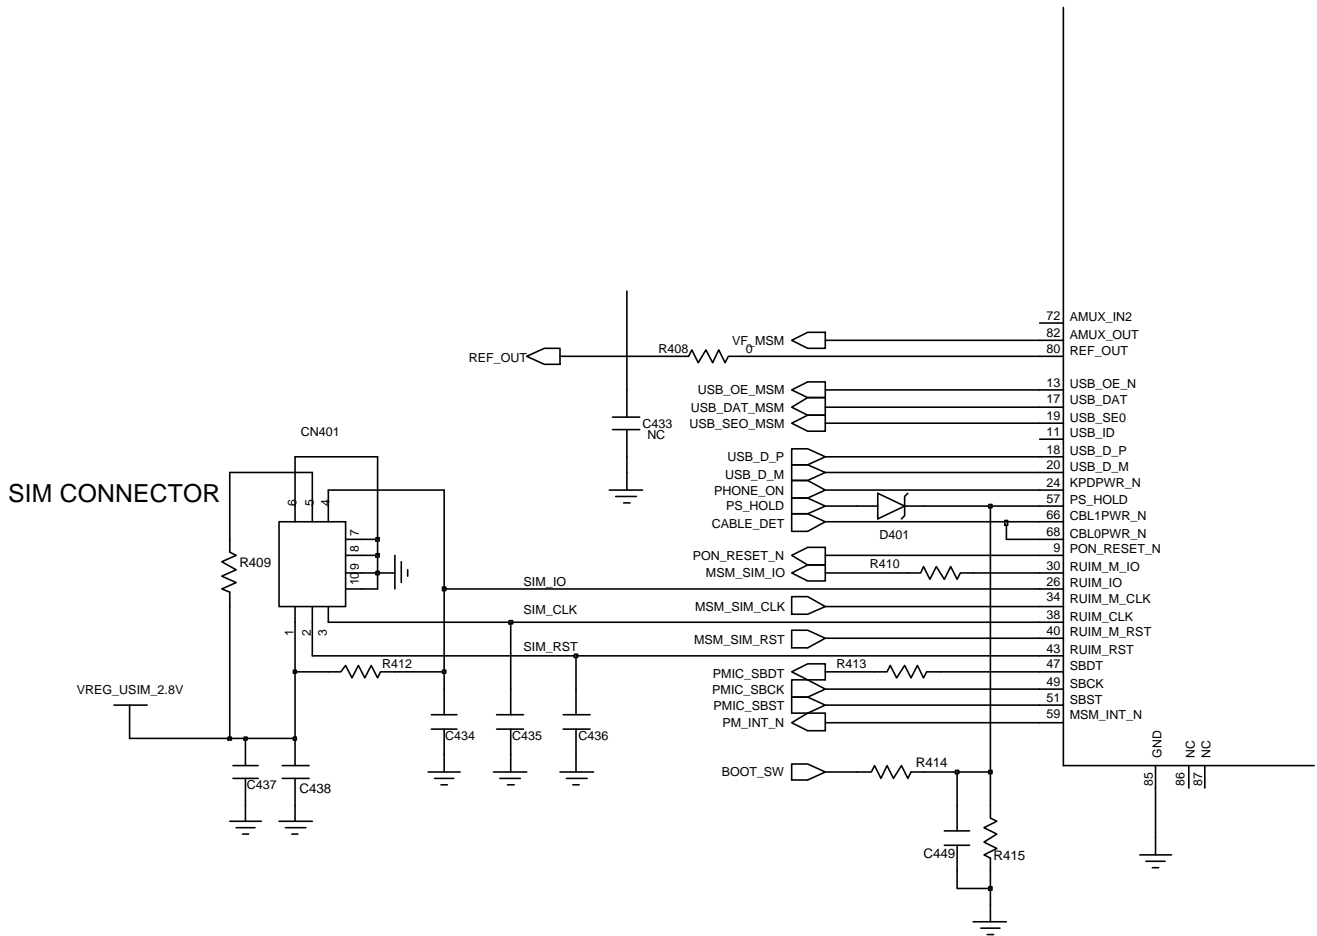 72 AMUX_IN2
VF_MSM 82 AMUX_OUT
REF_OUT R408 0 80 REF_OUT
USB_OE_MSM 13 USB_OE_N
USB_DAT_MSM 17 USB_DAT
USB_SEO_MSM 19 USB_SE0
C433
NC
11 USB_ID
CN401
USB_D_P 18 USB_D_P
USB_D_M 20 USB_D_M
PHONE_ON 24 KPDPWR_N
PS_HOLD 57 PS_HOLD
SIM CONNECTOR
6 5 4
CABLE_DET 66 CBL1PWR_N
D401
68 CBL0PWR_N
7
8
9
10
R409
PON_RESET_N 9 PON_RESET_N
MSM_SIM_IO R410 30 RUIM_M_IO
SIM_IO 26 RUIM_IO
MSM_SIM_CLK 34 RUIM_M_CLK
SIM_CLK 38 RUIM_CLK
1 2 3
MSM_SIM_RST 40 RUIM_M_RST
SIM_RST 43 RUIM_RST
R412
PMIC_SBDT R413 47 SBDT
PMIC_SBCK 49 SBCK
PMIC_SBST 51 SBST
PM_INT_N 59 MSM_INT_N
VREG_USIM_2.8V
C434 C435 C436
GND NC NC
85 86 87
BOOT_SW R414
C437 C438
C449 R415